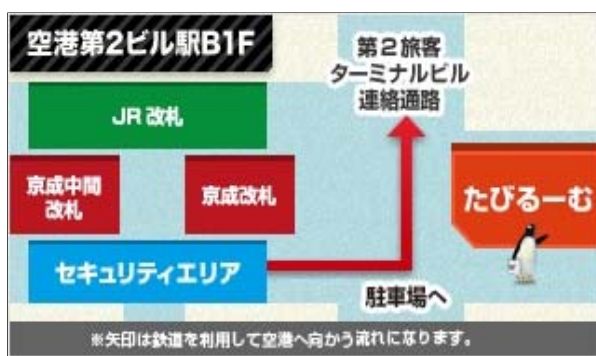 空港第2ビル駅B1F
第2旅客
ターミナルビル
連絡通路
JR改札
京成中間
改札
京成改札
たびるーむ
セキュリティエリア
駐車場へ
※矢印は鉄道を利用して空港へ向かう流れになります。